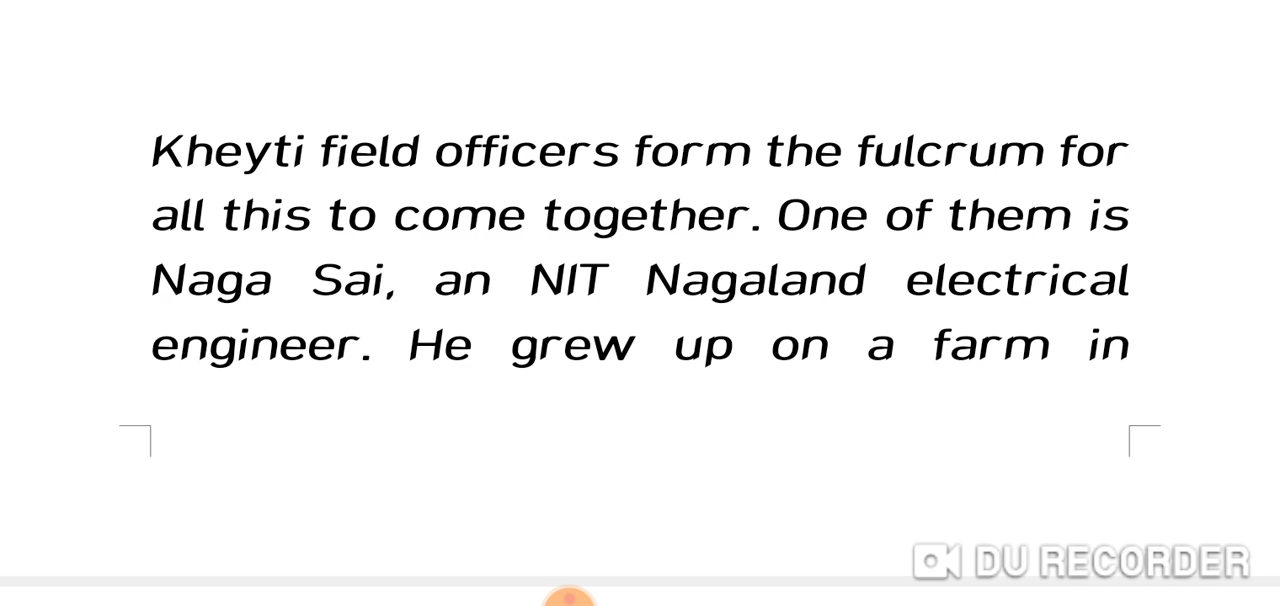 Kheyti field officers form the fulcrum for
all this to come together. One of them is
Naga Sai, an NIT Nagaland electrical
engineer. He grew up on a farm in
DU RECORDER